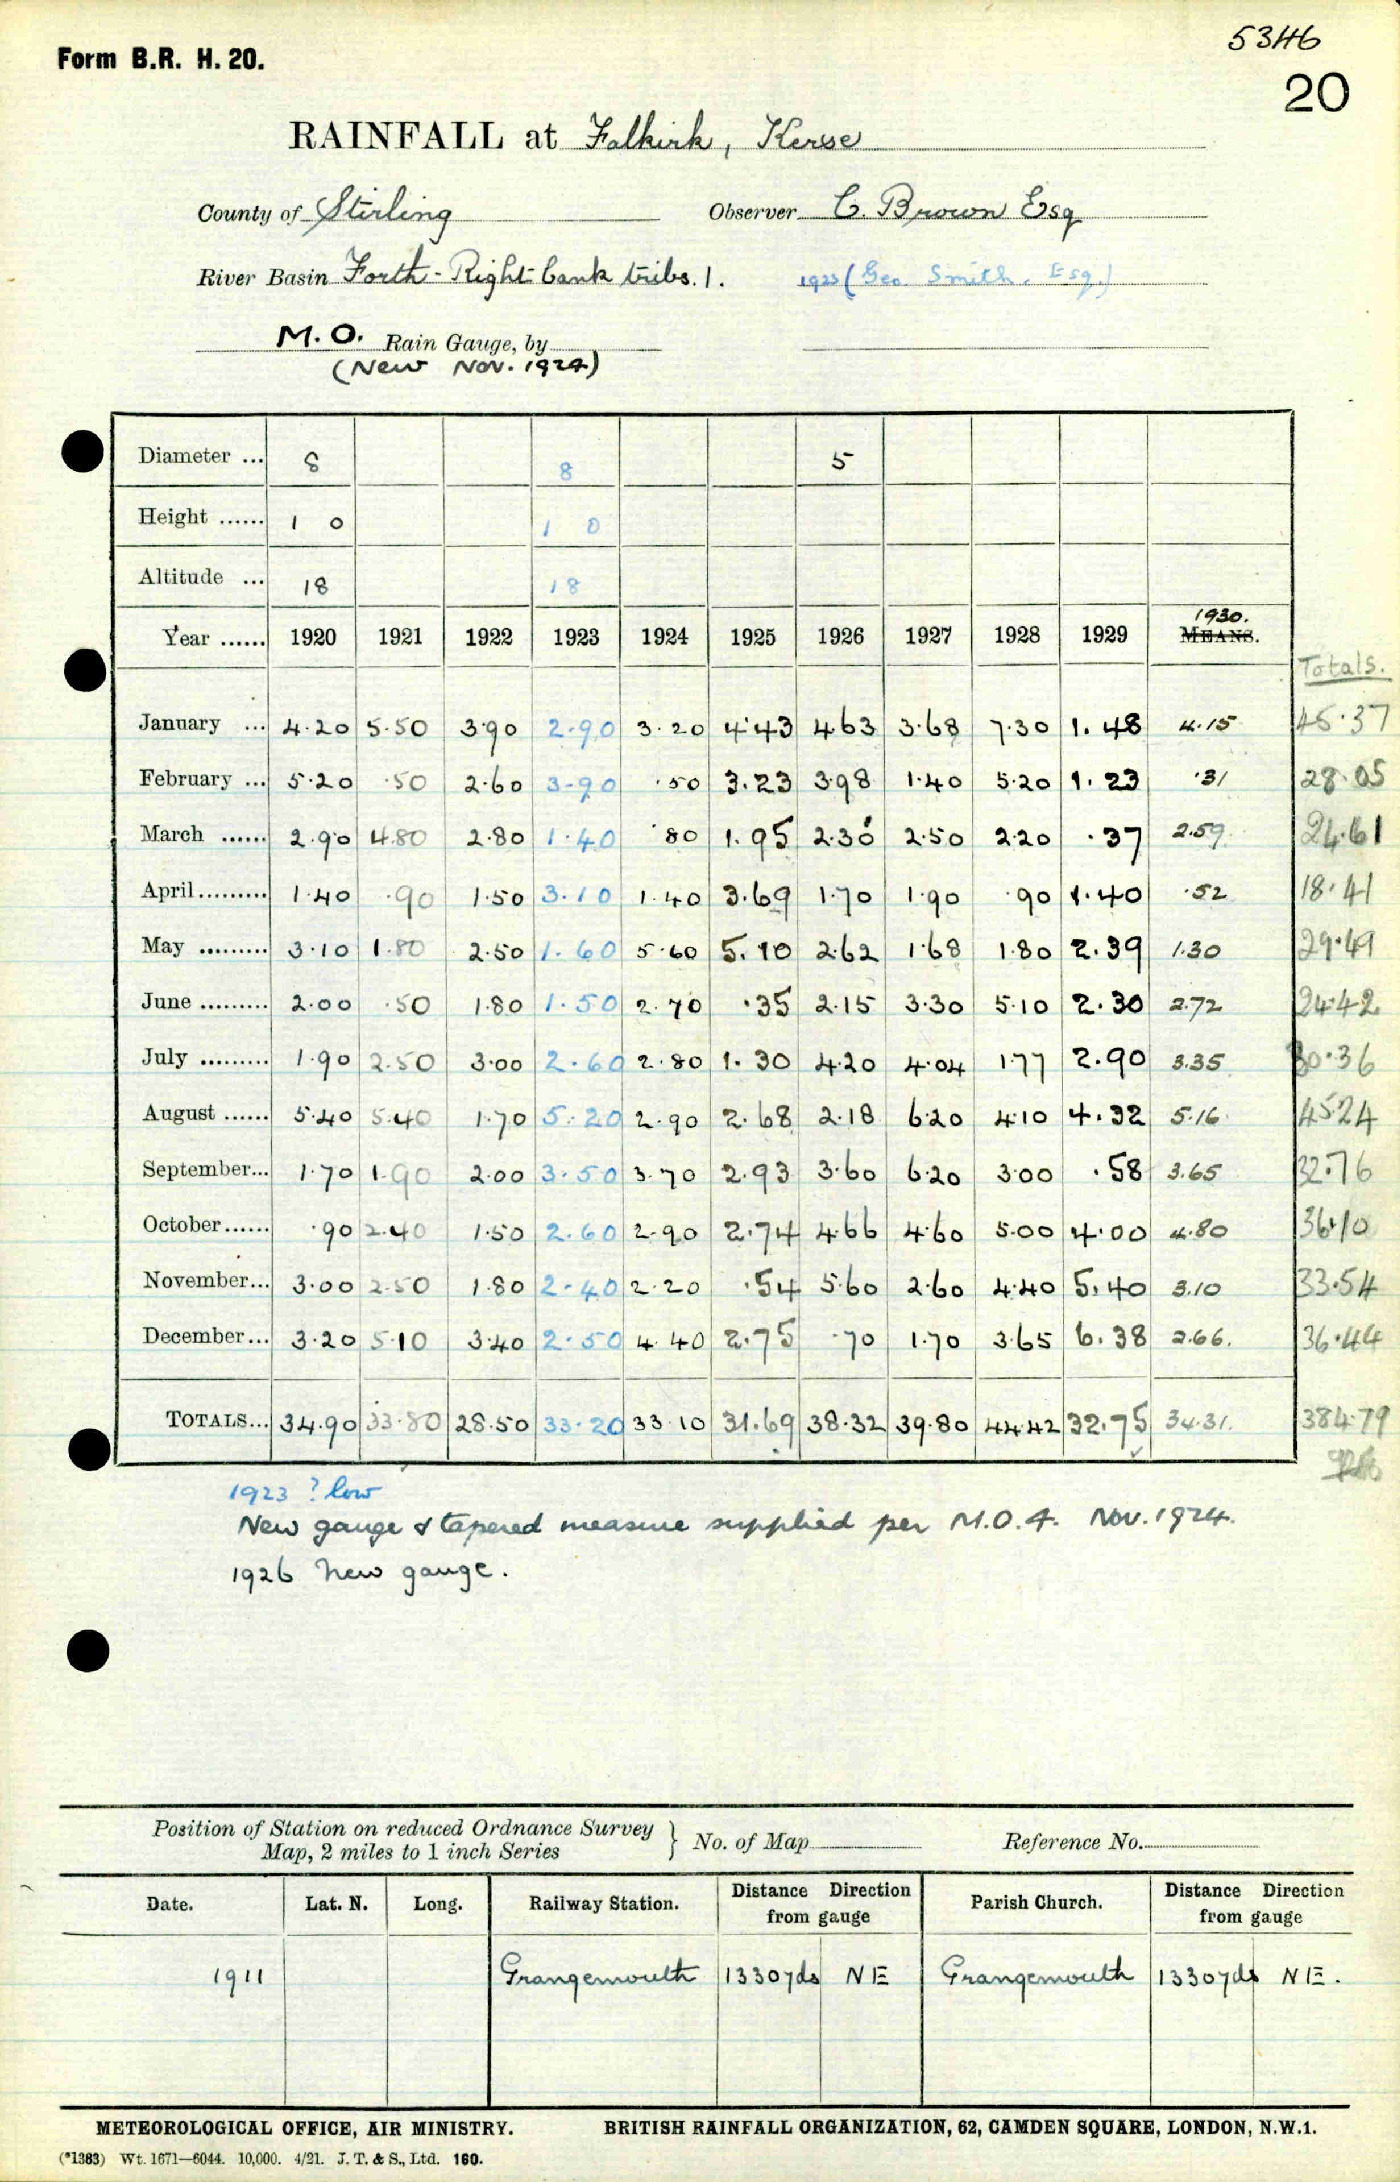 5346
Form B.R. H. 20.
20
RAINFALL at Falkirk, Kerse
County of Stirling Observer C. Brown Esq
River Basin Forth - Right bank tribs. 1. 1923 (Geo. Smith, Esq.)
M.O. Rain Gauge, by
(New Nov. 1924)
Diameter ... 8 8 5
Height ...... 1 0 1 0
Altitude ... 18 18
1930.
Year ...... 1920 1921 1922 1923 1924 1925 1926 1927 1928 1929 MEANS.
Totals.
January ... 4.20 5.50 3.90 2.90 3.20 4.43 4.63 3.68 7.30 1.48 4.15 45.37
February ... 5.20 .50 2.60 3.90 .50 3.23 3.98 1.40 5.20 1.23 .31 28.05
March ...... 2.90 4.80 2.80 1.40 .80 1.95 2.30 2.50 2.20 .37 2.59 24.61
April ......... 1.40 .90 1.50 3.10 1.40 3.69 1.70 1.90 .90 1.40 .52 18.41
May ......... 3.10 1.80 2.50 1.60 5.60 5.10 2.62 1.68 1.80 2.39 1.30 29.49
June ......... 2.00 .50 1.80 1.50 2.70 .35 2.15 3.30 5.10 2.30 2.72 24.42
July ......... 1.90 2.50 3.00 2.60 2.80 1.30 4.20 4.04 1.77 2.90 3.35 30.36
August ...... 5.40 5.40 1.70 5.20 2.90 2.68 2.18 6.20 4.10 4.32 5.16 45.24
September... 1.70 1.90 2.00 3.50 3.70 2.93 3.60 6.20 3.00 .58 3.65 32.76
October...... .90 2.40 1.50 2.60 2.90 2.74 4.66 4.60 5.00 4.00 4.80 36.10
November... 3.00 2.50 1.80 2.40 2.20 .54 5.60 2.60 4.40 5.40 3.10 33.54
December... 3.20 5.10 3.40 2.50 4.40 2.75 .70 1.70 3.65 6.38 2.66. 36.44
TOTALS... 34.90 33.80 28.50 33.20 33.10 31.69 38.32 39.80 44.42 32.75 34.31. 384.79
1923 ? low
New gauge & tapered measure supplied per M.O.4. Nov. 1924.
1926 New gauge.
Position of Station on reduced Ordnance Survey
Map, 2 miles to 1 inch Series } No. of Map Reference No.
Date. Lat. N. Long. Railway Station. Distance Direction from gauge Parish Church. Distance Direction from gauge
1911 Grangemouth 1330yds NE Grangemouth 1330yds NE.
METEOROLOGICAL OFFICE, AIR MINISTRY. BRITISH RAINFALL ORGANIZATION, 62, CAMDEN SQUARE, LONDON, N.W.1.
(*1383) Wt. 1671—6044. 10,000. 4/21. J. T. & S., Ltd. 160.